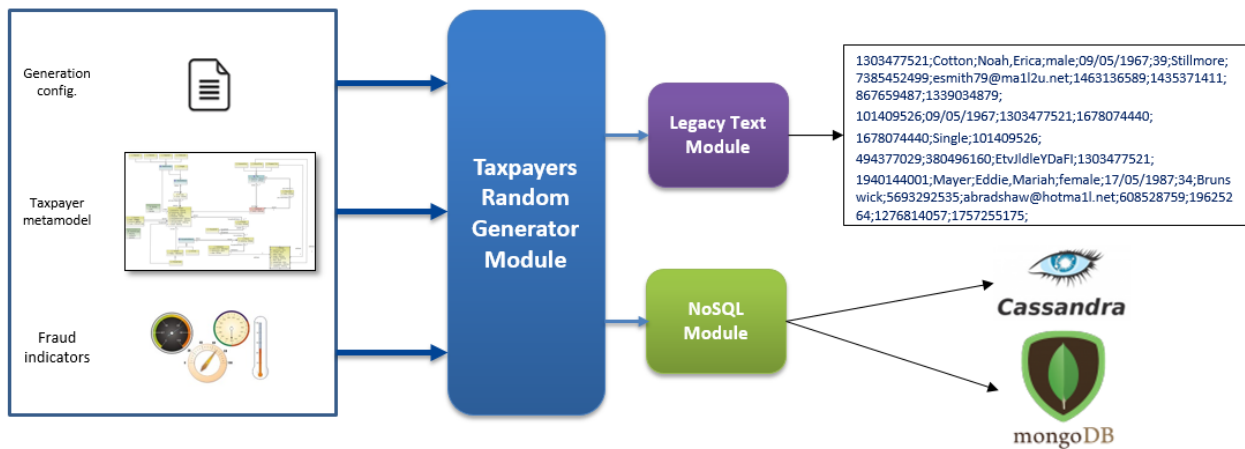 Generation
config.
Taxpayer
metamodel
Fraud
indicators
Taxpayers
Random
Generator
Module
Legacy Text
Module
NoSQL
Module
1303477521;Cotton;Noah,Erica;male;09/05/1967;39;Stillmore;
7385452499;esmith79@ma1l2u.net;1463136589;1435371411;
867659487;1339034879;
101409526;09/05/1967;1303477521;1678074440;
1678074440;Single;101409526;
494377029;380496160;EtvJldleYDaFI;1303477521;
1940144001;Mayer;Eddie,Mariah;female;17/05/1987;34;Bruns
wick;5693292535;abradshaw@hotma1l.net;608528759;196252
64;1276814057;1757255175;
Cassandra
mongoDB